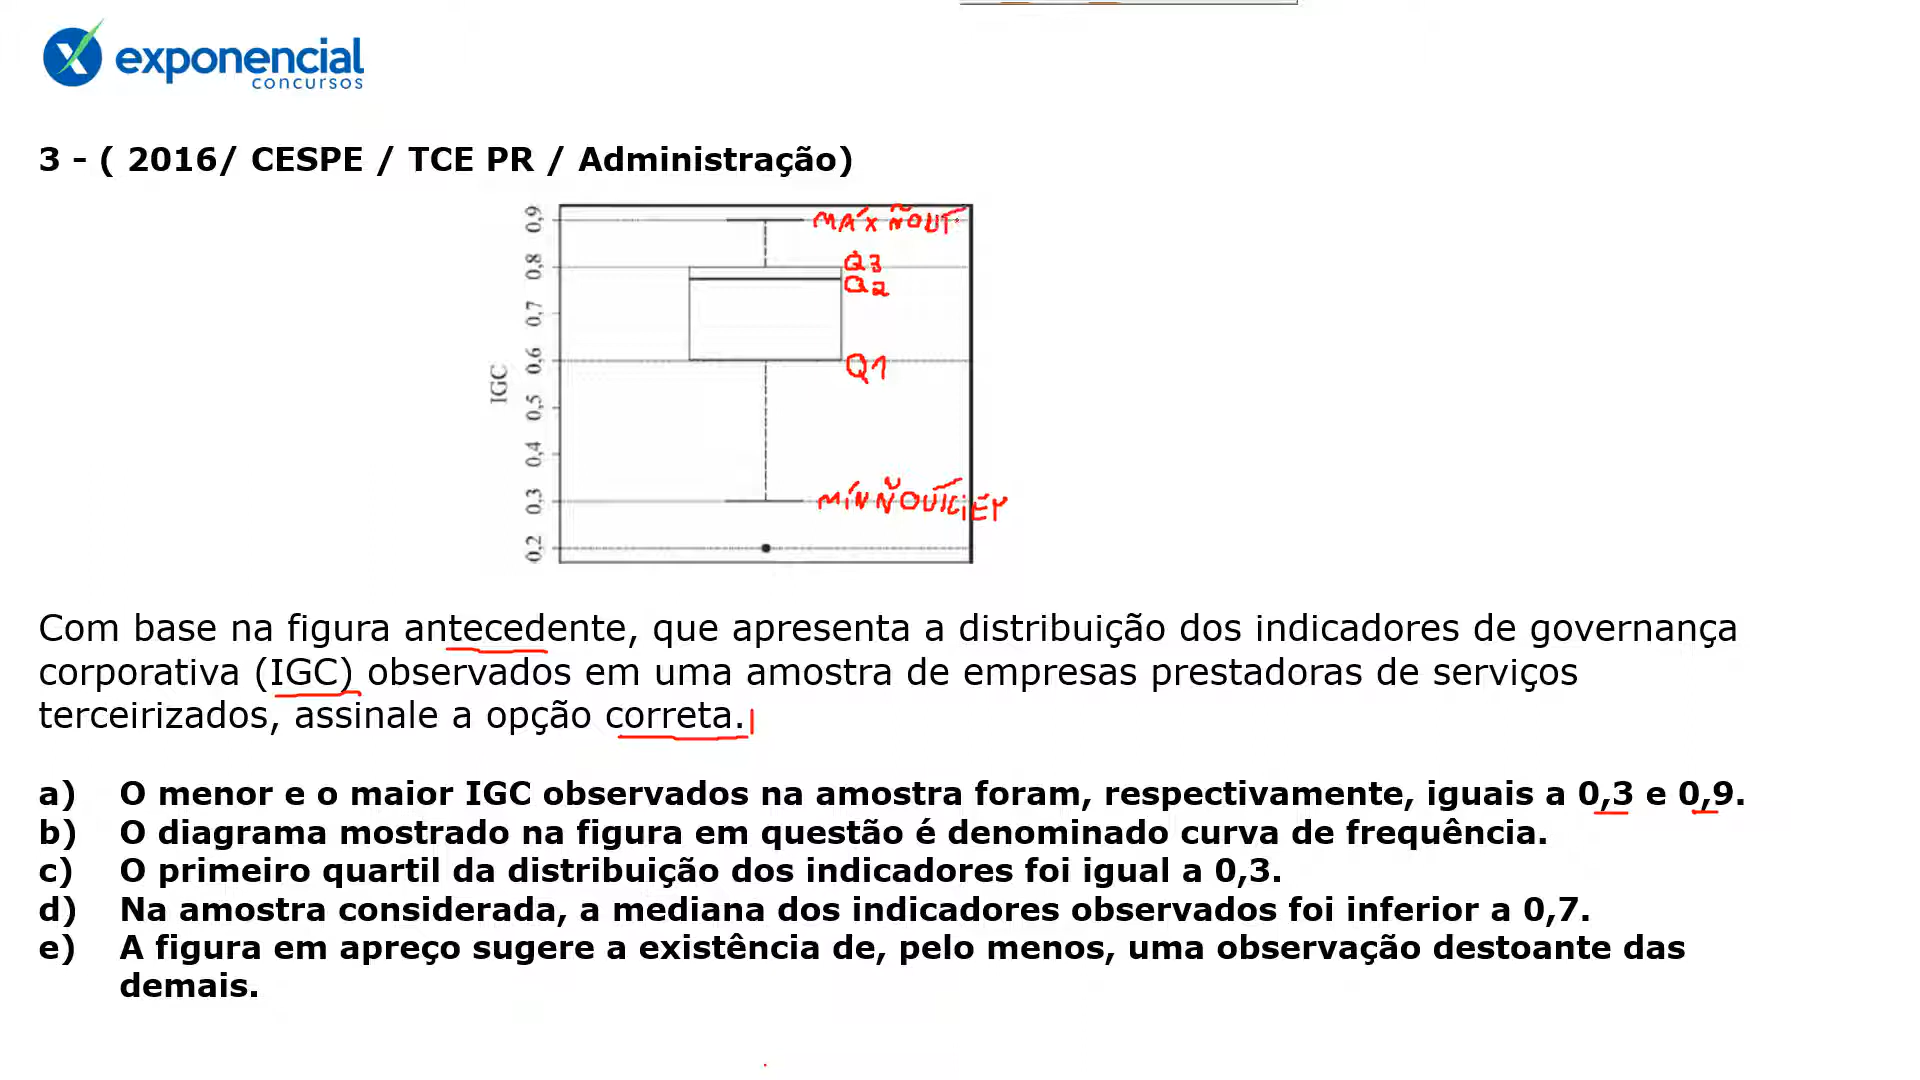 exponencial
concursos
3 - ( 2016/ CESPE / TCE PR / Administração)
0,9
MÁX ÑOUT
0,8
Q3
Q2
0,7
0,6
Q1
IGC
0,5
0,4
0,3
0,2
Com base na figura antecedente, que apresenta a distribuição dos indicadores de governança
corporativa (IGC) observados em uma amostra de empresas prestadoras de serviços
terceirizados, assinale a opção correta.
a) O menor e o maior IGC observados na amostra foram, respectivamente, iguais a 0,3 e 0,9.
b) O diagrama mostrado na figura em questão é denominado curva de frequência.
c) O primeiro quartil da distribuição dos indicadores foi igual a 0,3.
d) Na amostra considerada, a mediana dos indicadores observados foi inferior a 0,7.
e) A figura em apreço sugere a existência de, pelo menos, uma observação destoante das
demais.